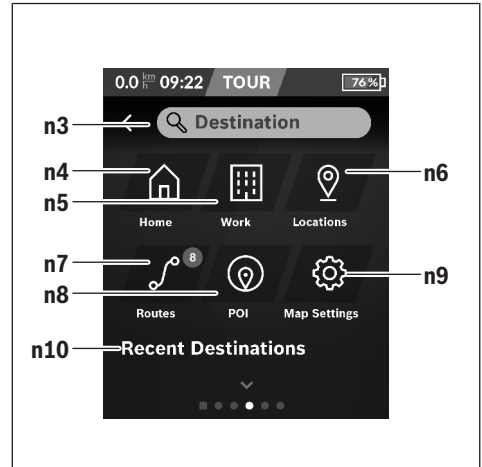 0.0 km/h 09:22 TOUR 76%
n3 Destination
n4 n6
n5
Home Work Locations
n7 8
n9
n8
Routes POI Map Settings
n10 Recent Destinations